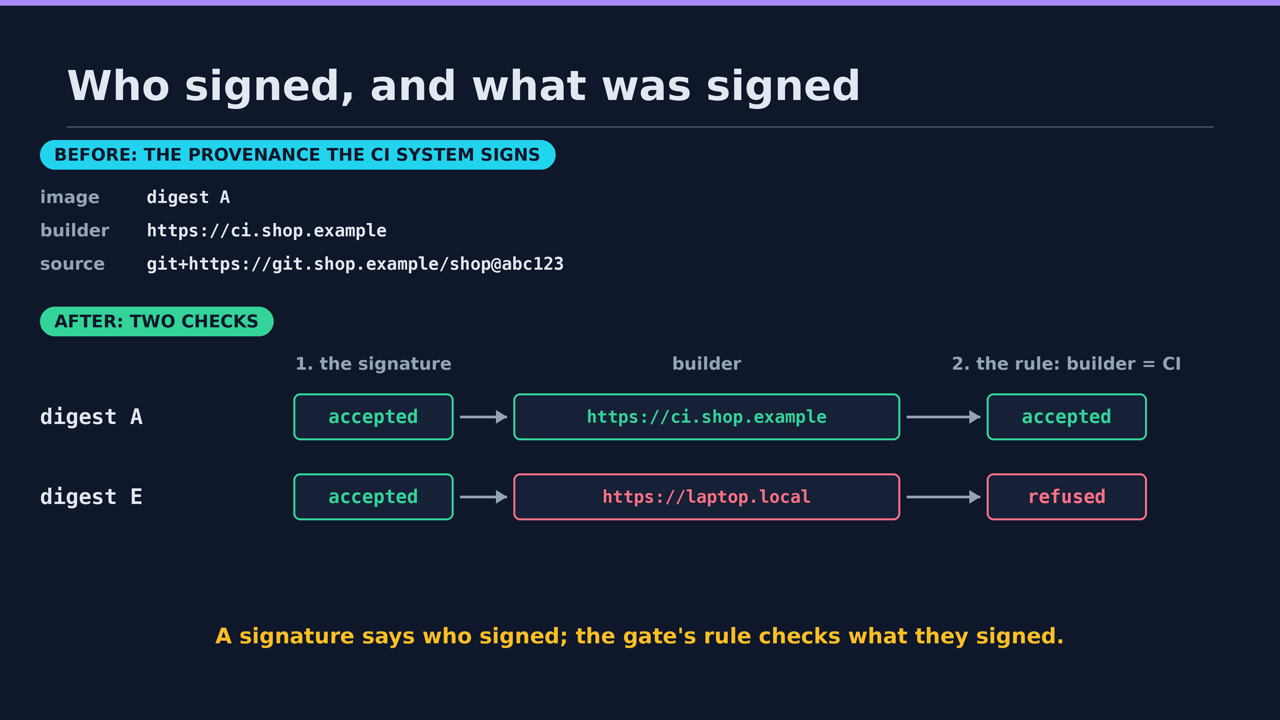 Who signed, and what was signed
BEFORE: THE PROVENANCE THE CI SYSTEM SIGNS
image digest A
builder https://ci.shop.example
source git+https://git.shop.example/shop@abc123
AFTER: TWO CHECKS
1. the signature builder 2. the rule: builder = CI
digest A accepted https://ci.shop.example accepted
digest E accepted https://laptop.local refused
A signature says who signed; the gate's rule checks what they signed.